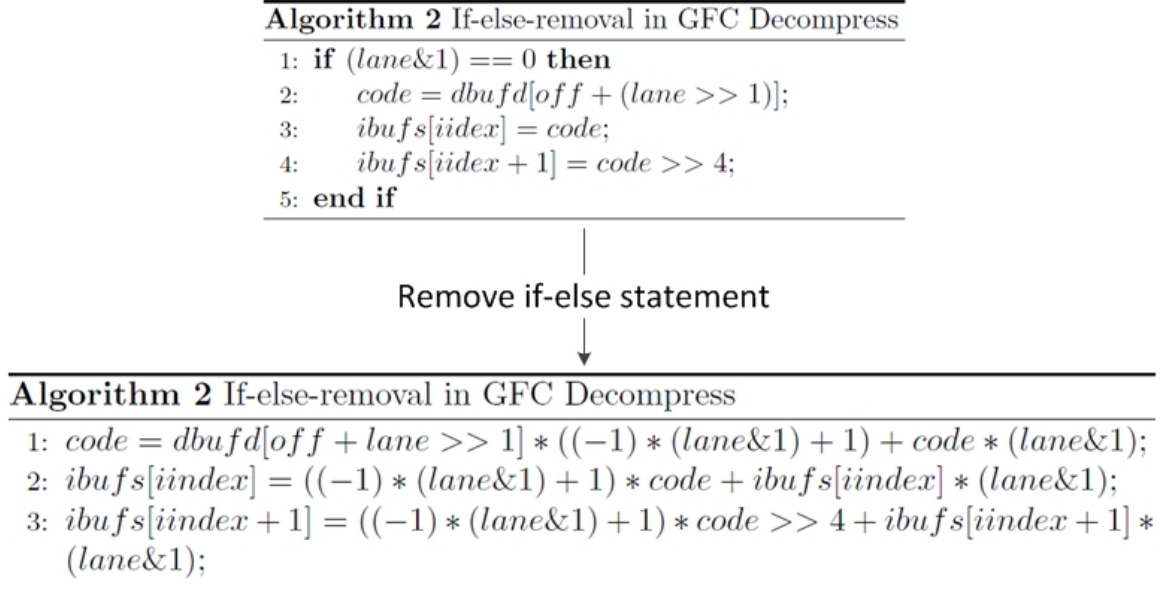 Algorithm 2 If-else-removal in GFC Decompress
1: if (lane&1) == 0 then
2: code = dbufd[off + (lane >> 1)];
3: ibufs[iidex] = code;
4: ibufs[iidex + 1] = code >> 4;
5: end if
Remove if-else statement
Algorithm 2 If-else-removal in GFC Decompress
1: code = dbufd[off + lane >> 1] * ((−1) * (lane&1) + 1) + code * (lane&1);
2: ibufs[iindex] = ((−1) * (lane&1) + 1) * code + ibufs[iindex] * (lane&1);
3: ibufs[iindex + 1] = ((−1) * (lane&1) + 1) * code >> 4 + ibufs[iindex + 1] *
(lane&1);